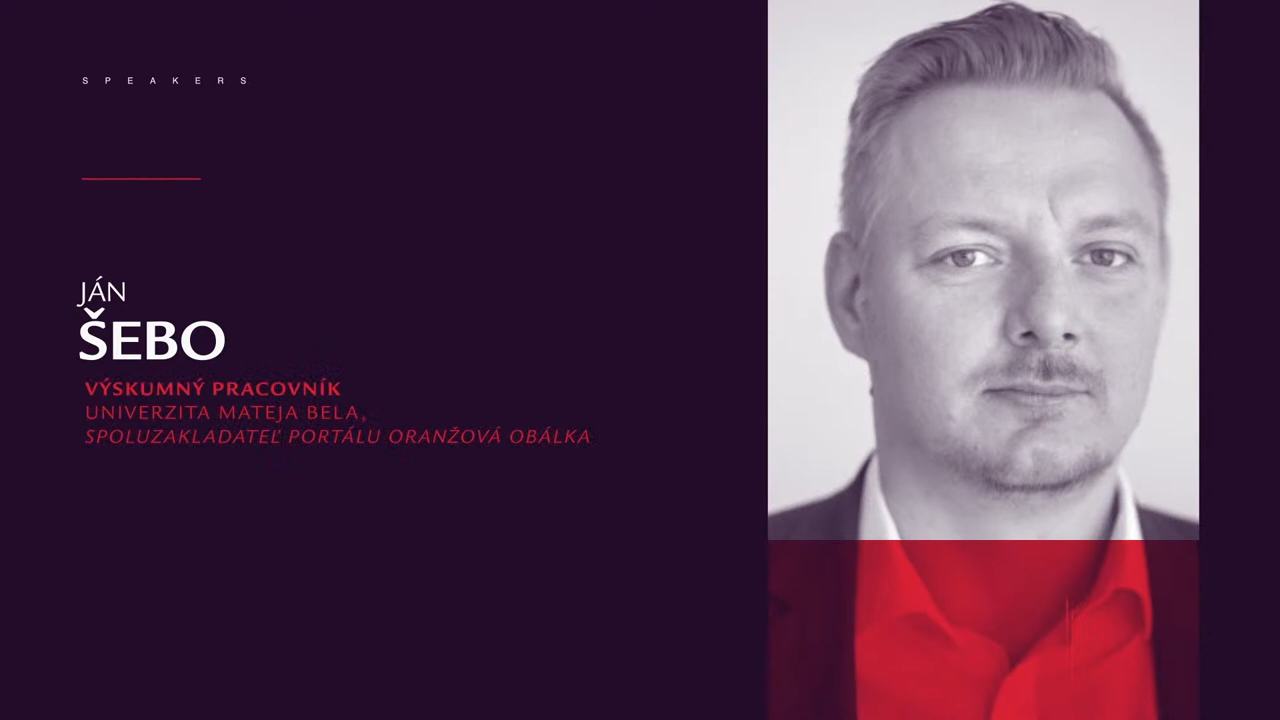 SPEAKERS
JÁN
ŠEBO
VÝSKUMNÝ PRACOVNÍK
UNIVERZITA MATEJA BELA,
SPOLUZAKLADATEĽ PORTÁLU ORANŽOVÁ OBÁLKA